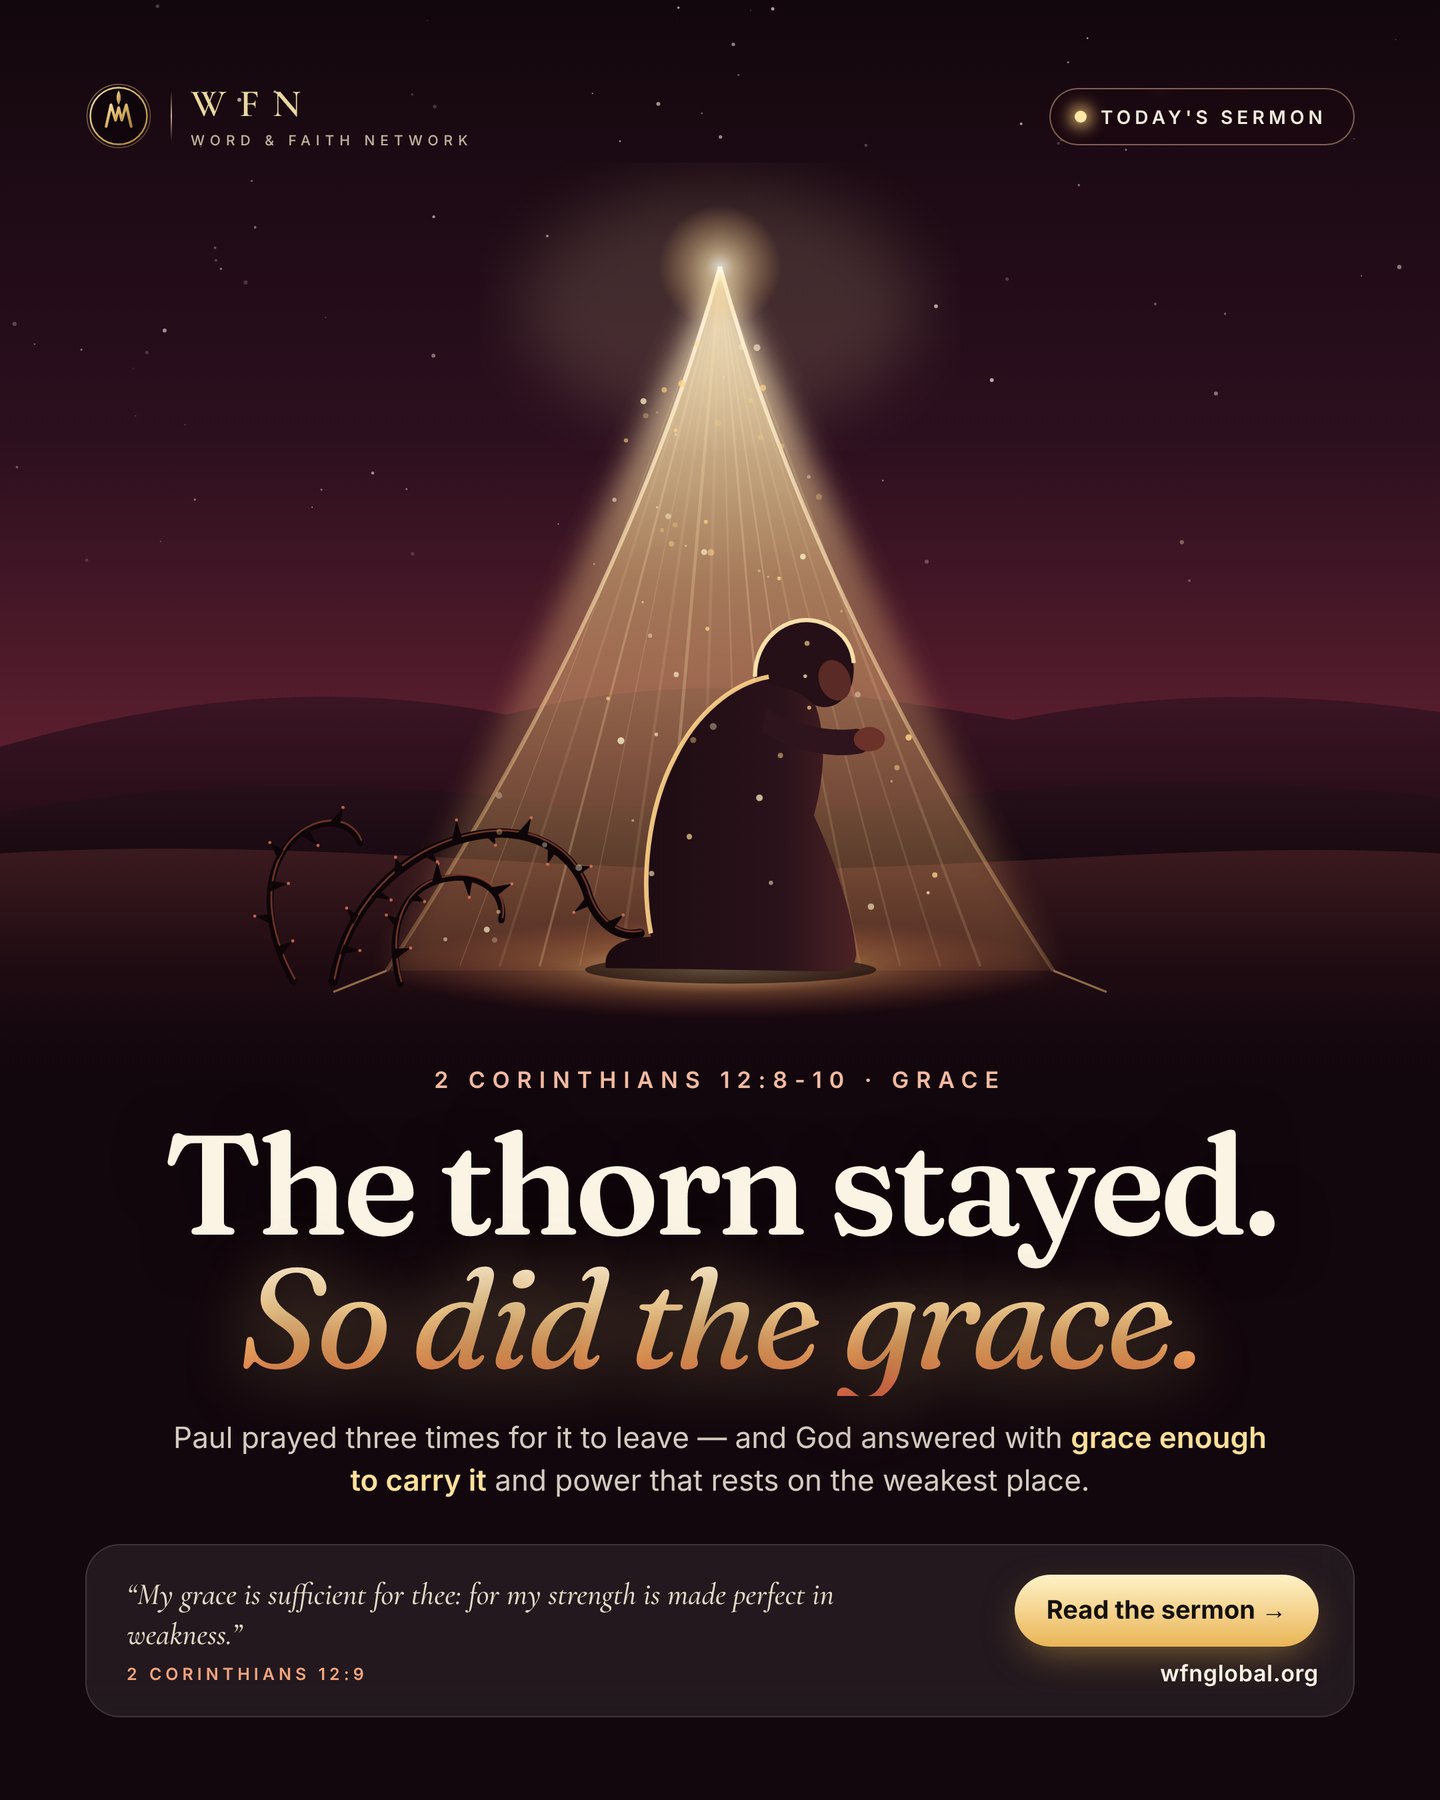 W F N
WORD & FAITH NETWORK
TODAY'S SERMON
2 CORINTHIANS 12:8-10 · GRACE
The thorn stayed.
So did the grace.
Paul prayed three times for it to leave — and God answered with grace enough
to carry it and power that rests on the weakest place.
“My grace is sufficient for thee: for my strength is made perfect in
weakness.”
2 CORINTHIANS 12:9
Read the sermon →
wfnglobal.org